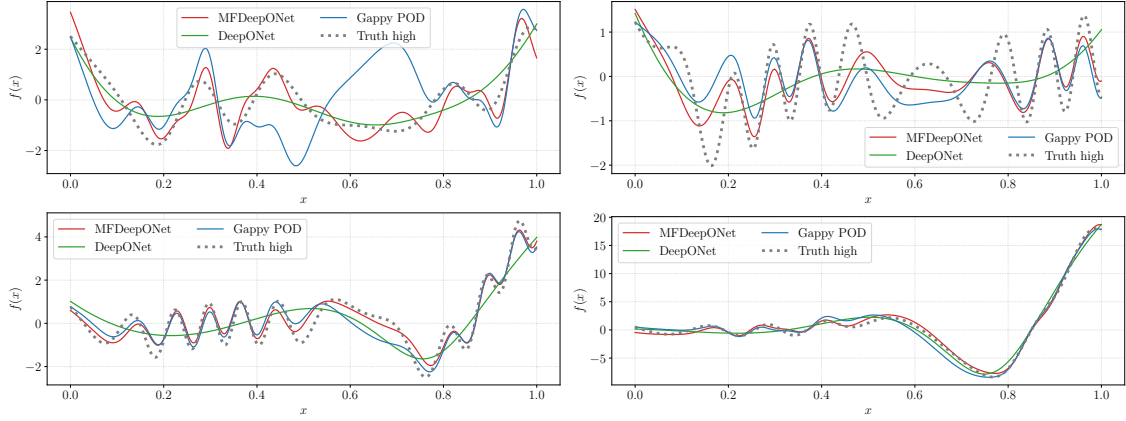 MFDeepONet Gappy POD
DeepONet Truth high
f(x)
2
0
−2
0.0 0.2 0.4 0.6 0.8 1.0
x
f(x)
1
0
−1
−2
MFDeepONet Gappy POD
DeepONet Truth high
0.0 0.2 0.4 0.6 0.8 1.0
x
MFDeepONet Gappy POD
DeepONet Truth high
f(x)
4
2
0
−2
0.0 0.2 0.4 0.6 0.8 1.0
x
MFDeepONet Gappy POD
DeepONet Truth high
f(x)
20
15
10
5
0
−5
0.0 0.2 0.4 0.6 0.8 1.0
x